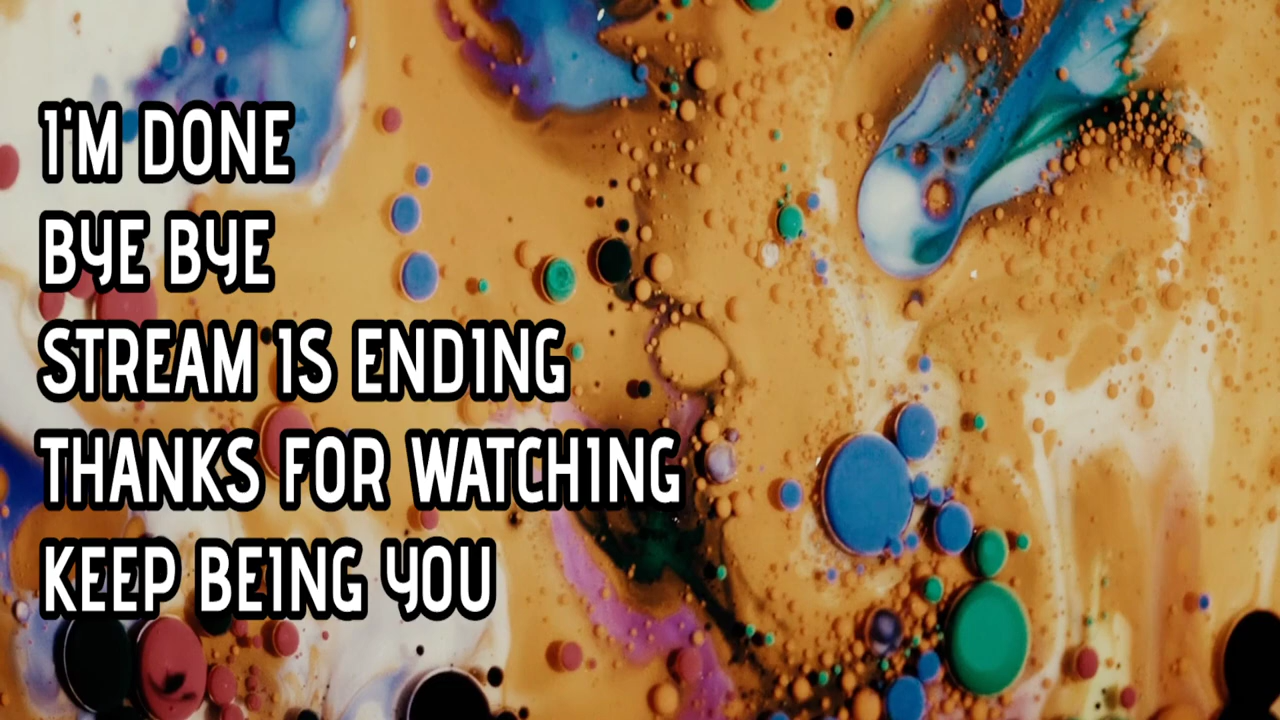 I'M DONE
BYE BYE
STREAM IS ENDING
THANKS FOR WATCHING
KEEP BEING YOU